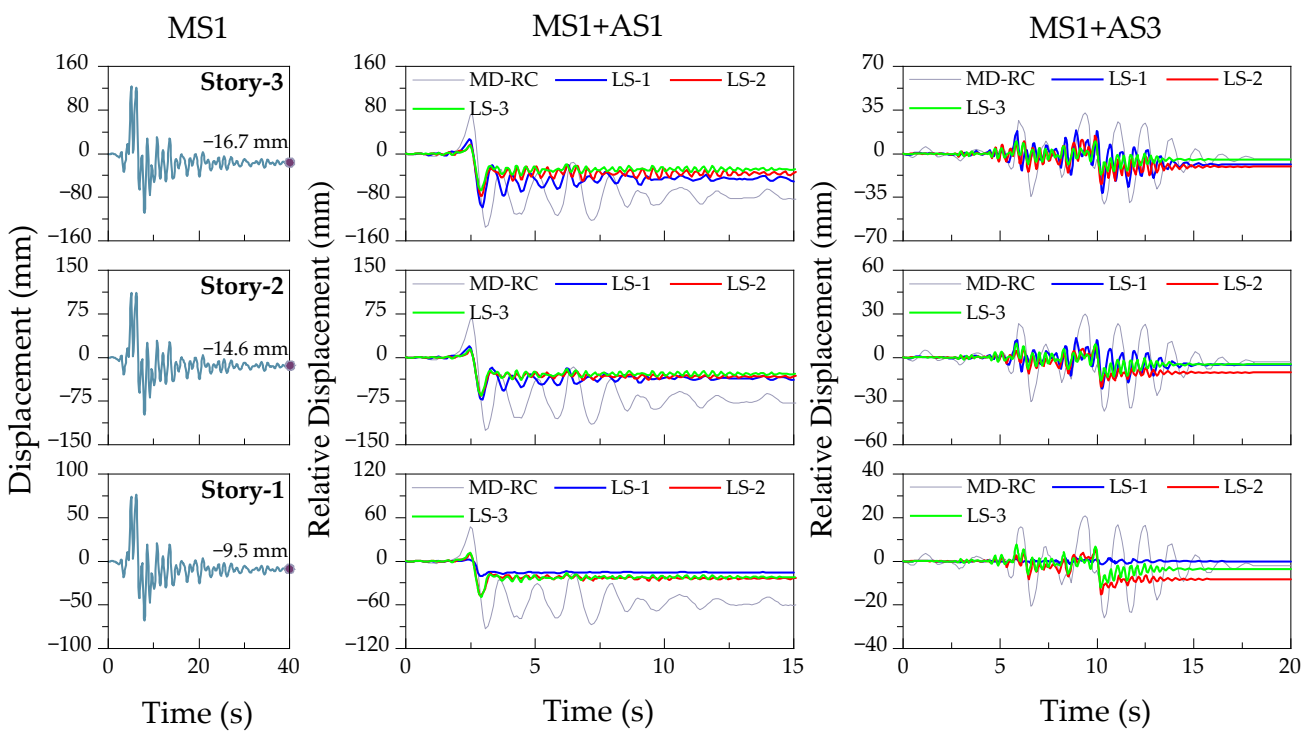 MS1
MS1+AS1
MS1+AS3
Displacement (mm)
160
80
0
−80
−160
Story-3
−16.7 mm
150
75
0
−75
−150
Story-2
−14.6 mm
100
50
0
−50
−100
Story-1
−9.5 mm
0 20 40
Time (s)
Relative Displacement (mm)
160
80
0
−80
−160
MD-RC LS-1 LS-2
LS-3
150
75
0
−75
−150
MD-RC LS-1 LS-2
LS-3
120
60
0
−60
−120
MD-RC LS-1 LS-2
LS-3
0 5 10 15
Time (s)
Relative Displacement (mm)
70
35
0
−35
−70
MD-RC LS-1 LS-2
LS-3
60
30
0
−30
−60
MD-RC LS-1 LS-2
LS-3
40
20
0
−20
−40
MD-RC LS-1 LS-2
LS-3
0 5 10 15 20
Time (s)